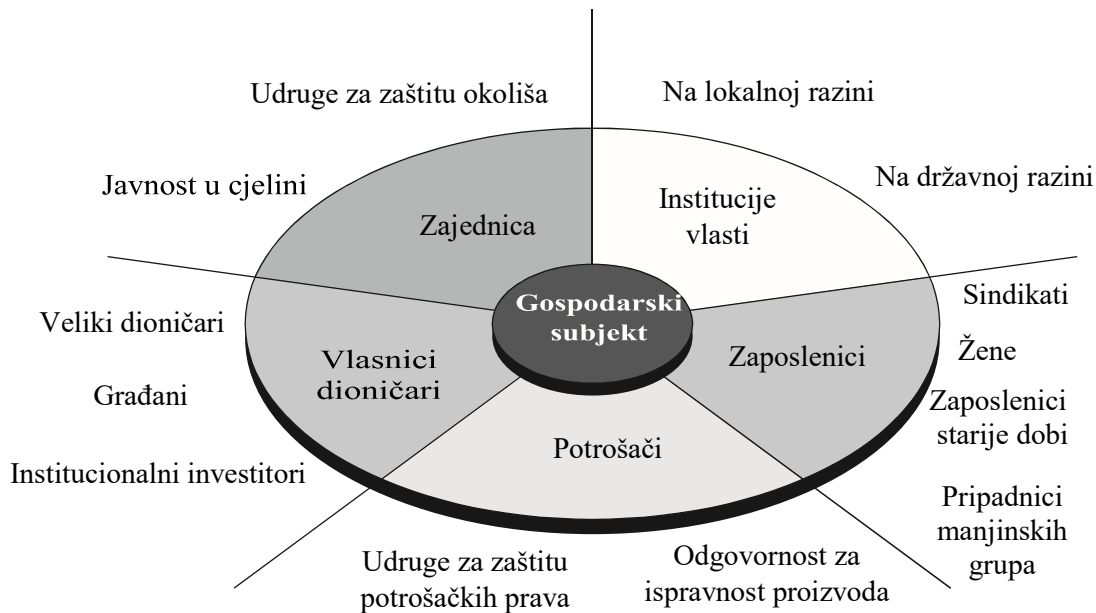 Udruge za zaštitu okoliša
Na lokalnoj razini
Javnost u cjelini
Na državnoj razini
Zajednica
Institucije
vlasti
Gospodarski
subjekt
Sindikati
Veliki dioničari
Žene
Vlasnici
dioničari
Zaposlenici
Građani
Zaposlenici
starije dobi
Potrošači
Institucionalni investitori
Pripadnici
manjinskih
grupa
Udruge za zaštitu
potrošačkih prava
Odgovornost za
ispravnost proizvoda